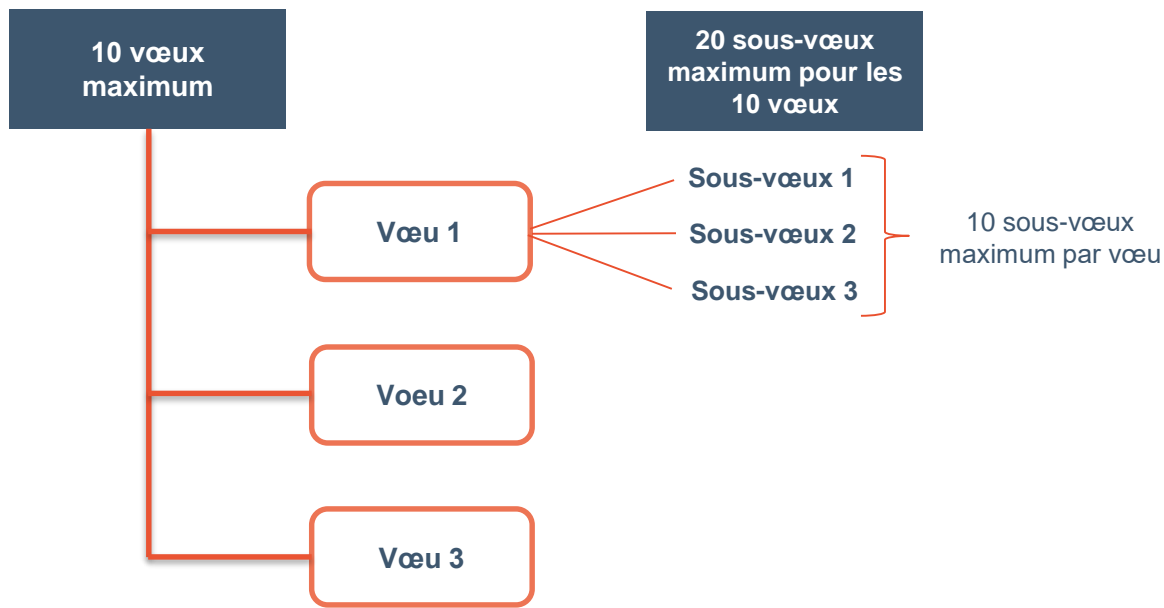 10 vœux
maximum
20 sous-vœux
maximum pour les
10 vœux
Vœu 1
Sous-vœux 1
Sous-vœux 2
Sous-vœux 3
10 sous-vœux
maximum par vœu
Voeu 2
Vœu 3